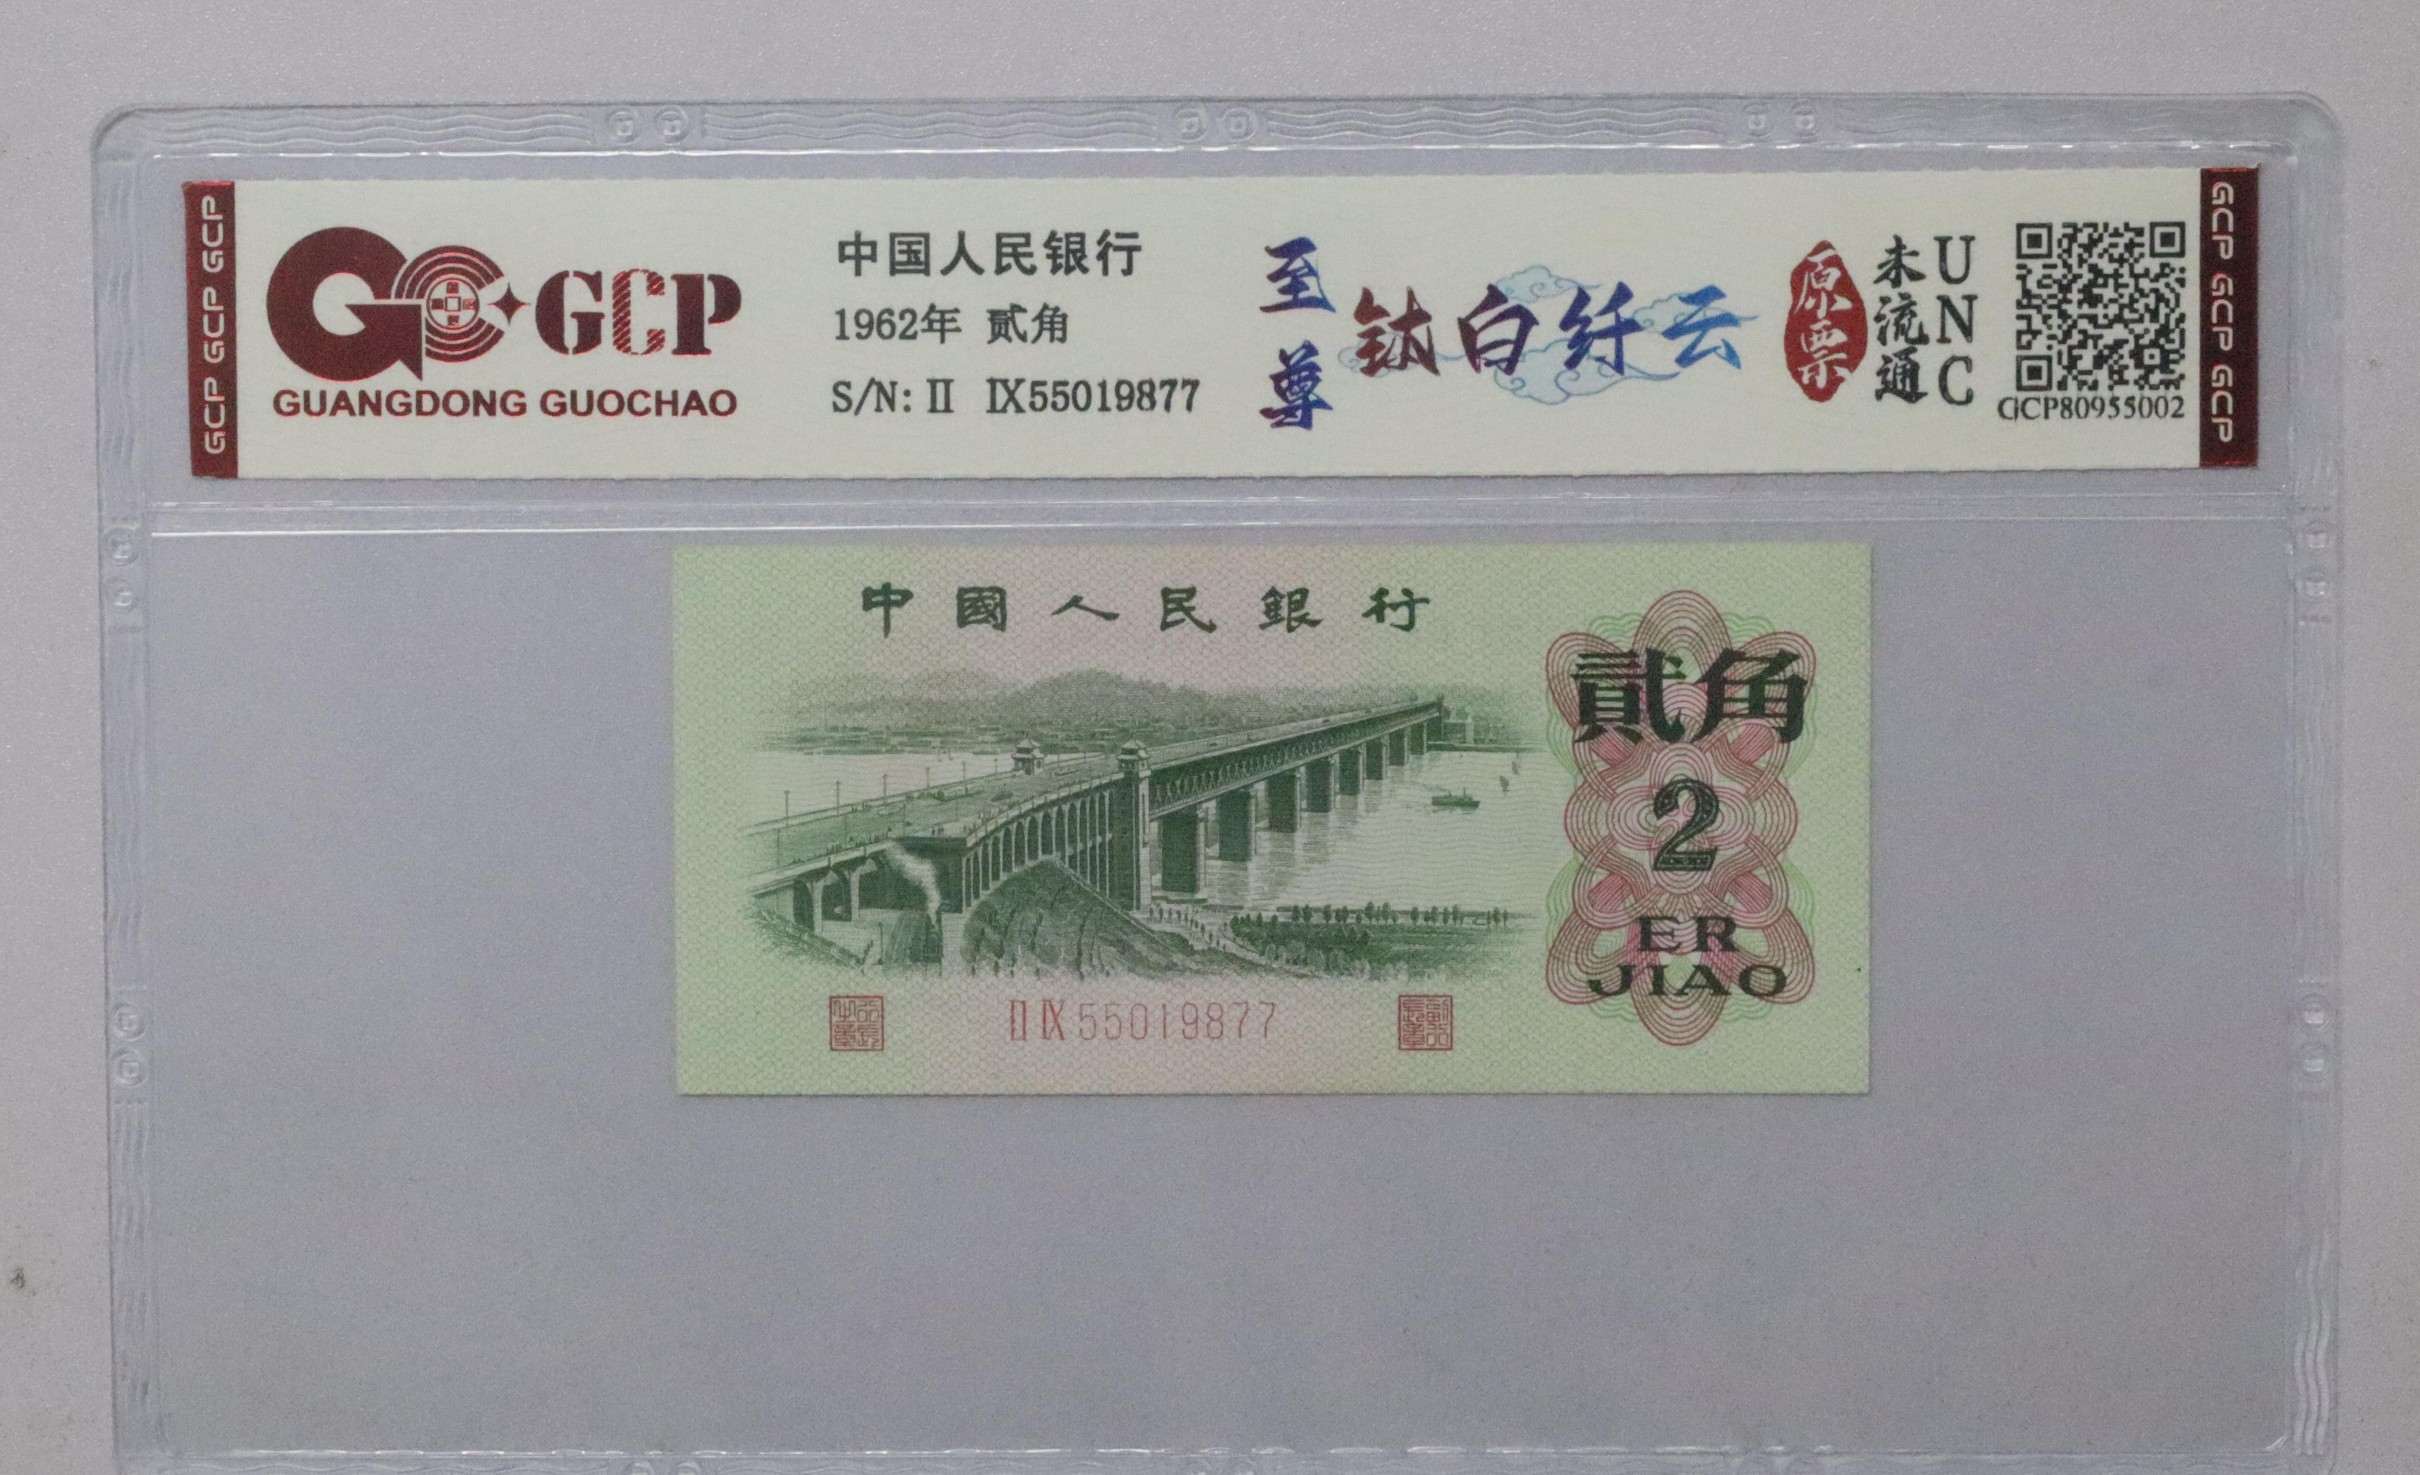 GCP GCP GCP
GCP
GUANGDONG GUOCHAO
中国人民银行
1962年 贰角
S/N: II IX55019877
至尊
钛白纤云
原票
未流通
UNC
GCP80955002
GCP GCP GCP
中國人民銀行
貳角
2
ER
JIAO
II IX 55019877